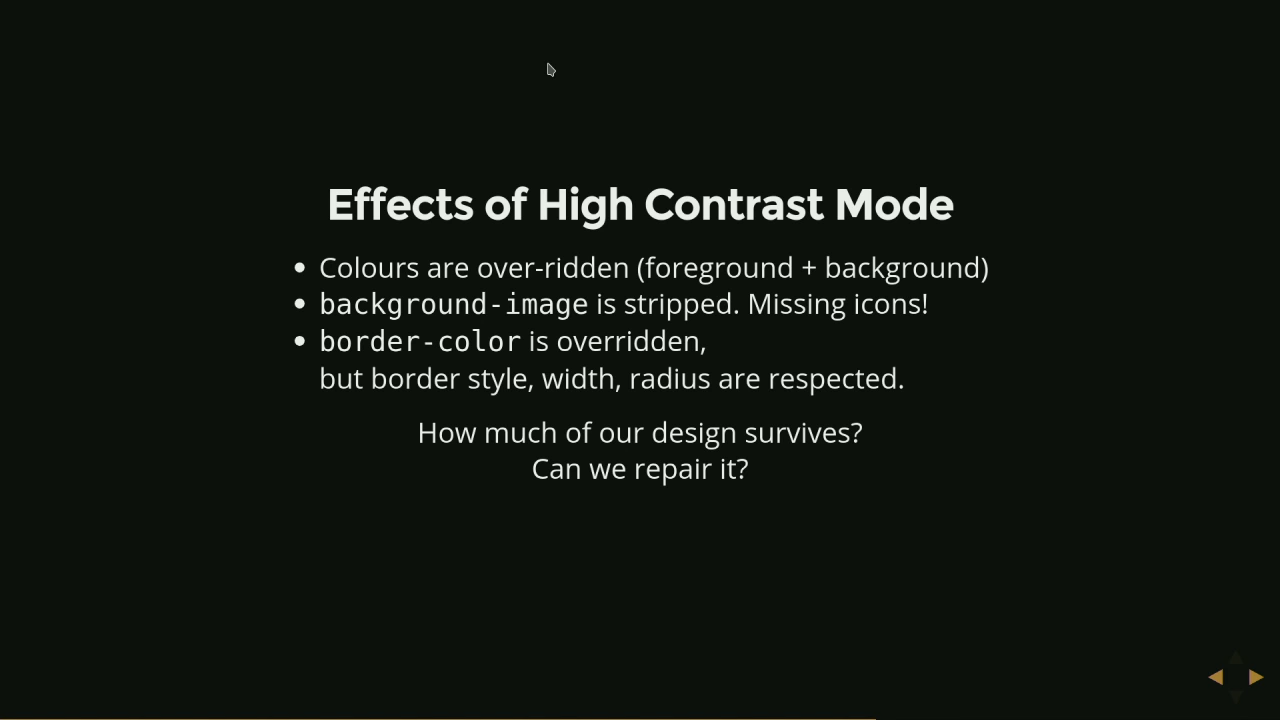 Effects of High Contrast Mode
• Colours are over-ridden (foreground + background)
• background-image is stripped. Missing icons!
• border-color is overridden,
but border style, width, radius are respected.
How much of our design survives?
Can we repair it?